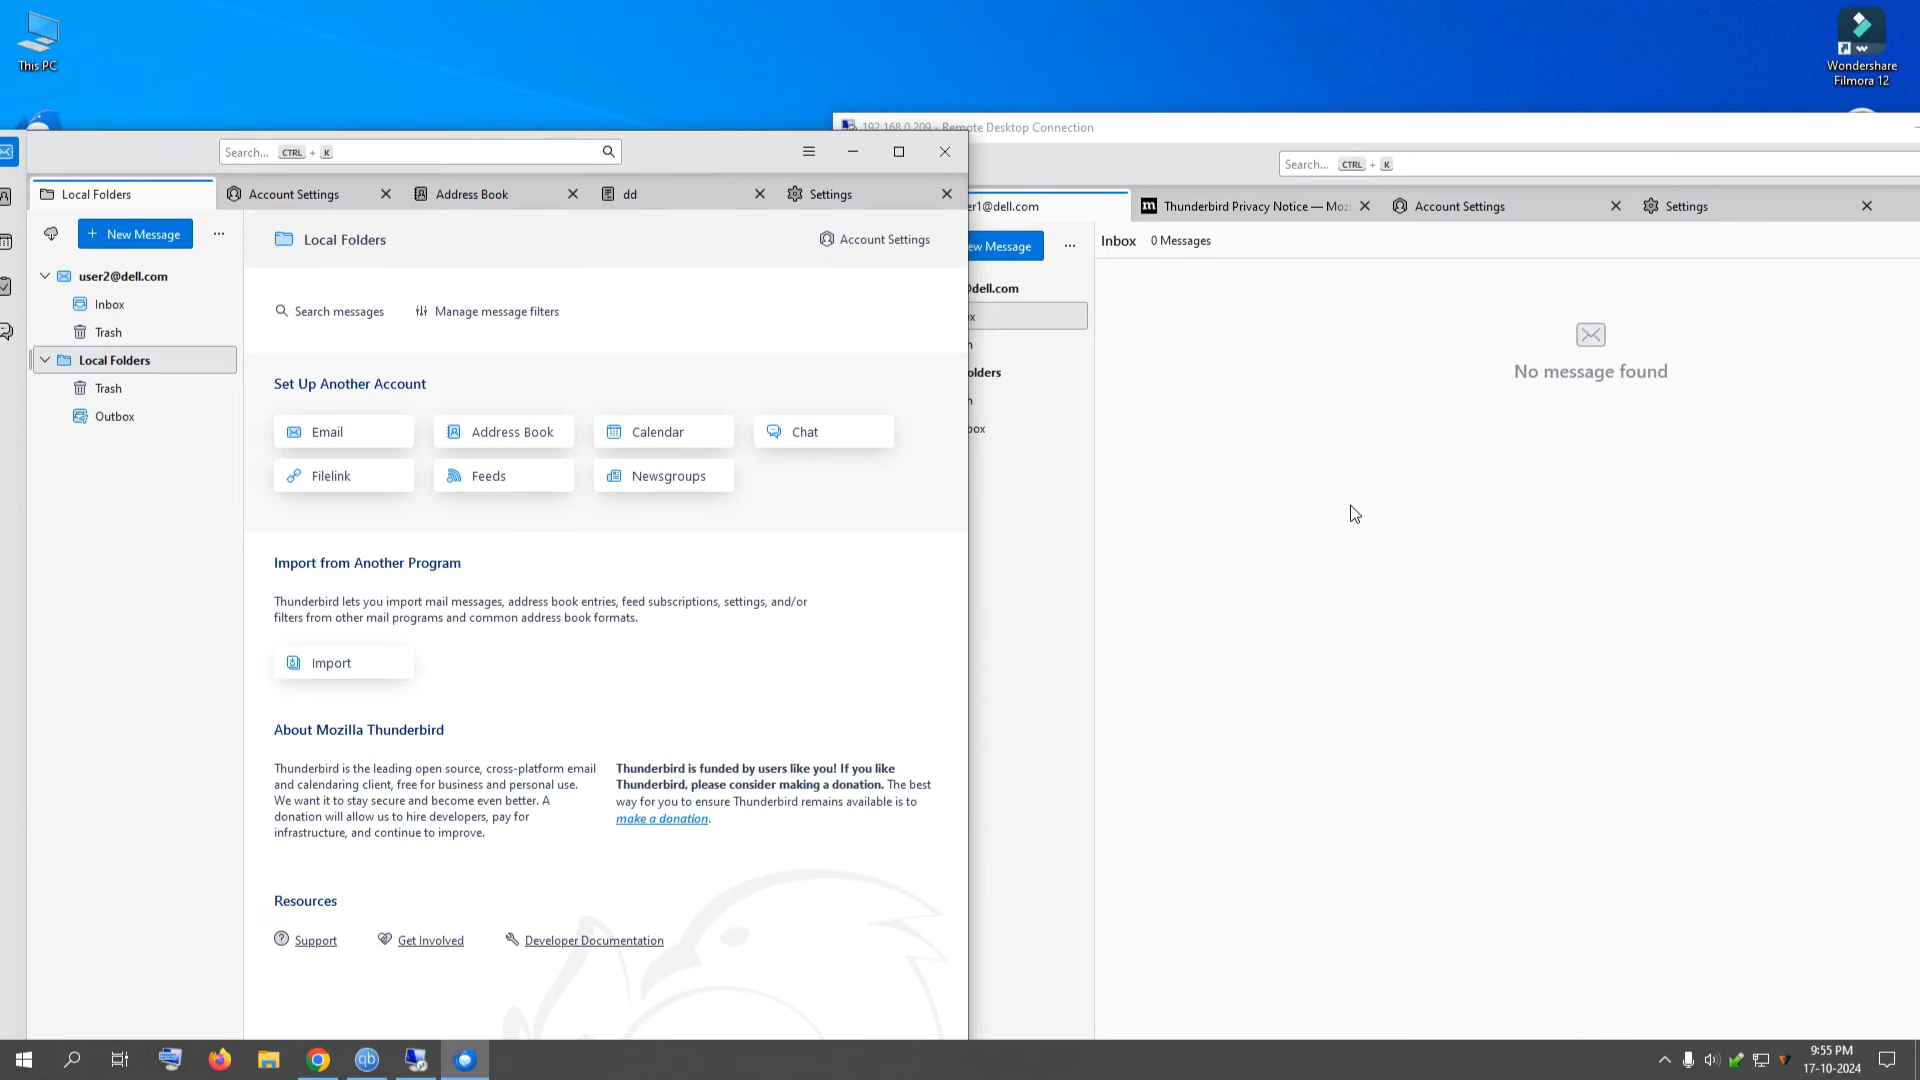 This PC
Wondershare
Filmora 12
192.168.0.209 - Remote Desktop Connection
Search... CTRL + K
Search... CTRL + K
Local Folders
Account Settings
Address Book
dd
Settings
er1@dell.com
Thunderbird Privacy Notice — Mozi
Account Settings
Settings
New Message
Local Folders
Account Settings
ew Message
Inbox 0 Messages
user2@dell.com
Inbox
Trash
Local Folders
Trash
Outbox
Search messages
Manage message filters
@dell.com
x
h
olders
h
box
No message found
Set Up Another Account
Email
Address Book
Calendar
Chat
Filelink
Feeds
Newsgroups
Import from Another Program
Thunderbird lets you import mail messages, address book entries, feed subscriptions, settings, and/or
filters from other mail programs and common address book formats.
Import
About Mozilla Thunderbird
Thunderbird is the leading open source, cross-platform email
and calendaring client, free for business and personal use.
We want it to stay secure and become even better. A
donation will allow us to hire developers, pay for
infrastructure, and continue to improve.
Thunderbird is funded by users like you! If you like
Thunderbird, please consider making a donation. The best
way for you to ensure Thunderbird remains available is to
make a donation.
Resources
Support
Get Involved
Developer Documentation
qb
9:55 PM
17-10-2024